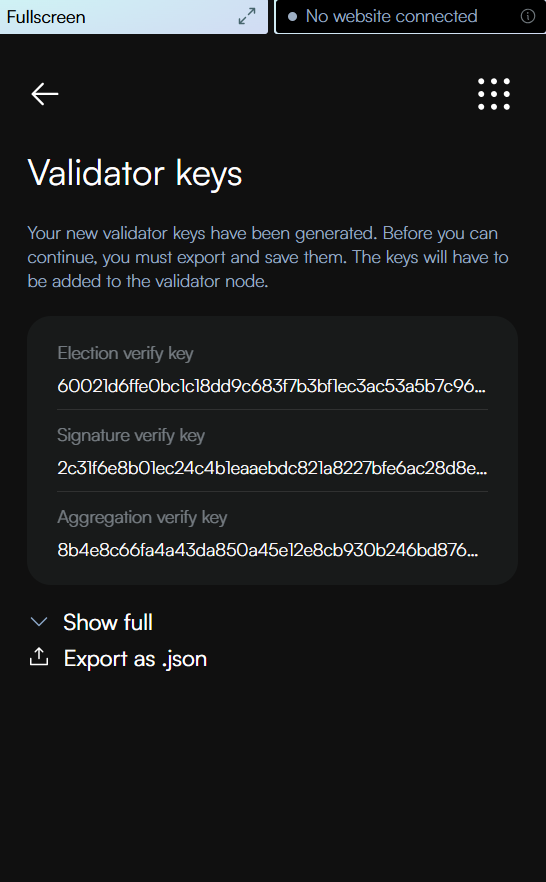 Fullscreen
No website connected
Validator keys
Your new validator keys have been generated. Before you can
continue, you must export and save them. The keys will have to
be added to the validator node.
Election verify key
60021d6ffe0bc1c18dd9c683f7b3bf1ec3ac53a5b7c96...
Signature verify key
2c31f6e8b01ec24c4b1eaaebdc821a8227bfe6ac28d8e...
Aggregation verify key
8b4e8c66fa4a43da850a45e12e8cb930b246bd876...
Show full
Export as .json